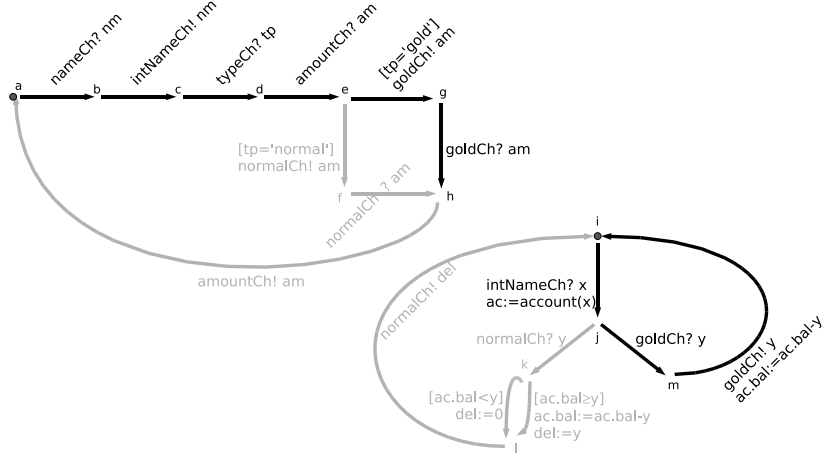 nameCh? nm
intNameCh! nm
typeCh? tp
amountCh? am
[tp='gold']
goldCh! am
a
b
c
d
e
g
[tp='normal']
normalCh! am
goldCh? am
f
normalCh? am
h
amountCh! am
i
normalCh! del
intNameCh? x
ac:=account(x)
normalCh? y
j
goldCh? y
k
m
goldCh! y
ac.bal:=ac.bal-y
[ac.bal<y]
del:=0
[ac.bal≥y]
ac.bal:=ac.bal-y
del:=y
l